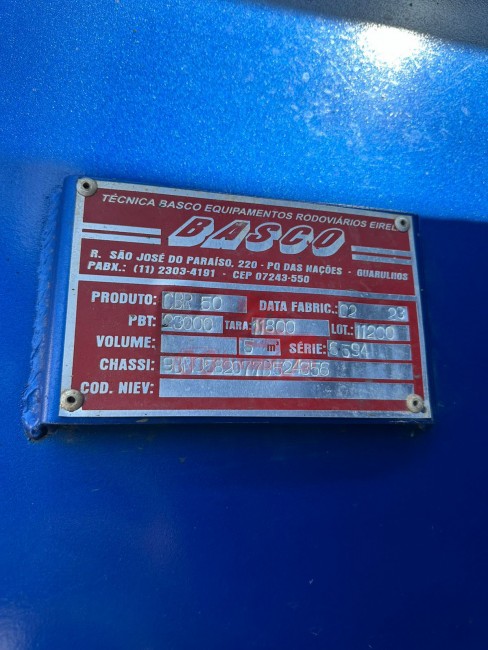 TÉCNICA BASCO EQUIPAMENTOS RODOVIÁRIOS EIREL
BASCO
R. SÃO JOSÉ DO PARAÍSO, 220 - PQ DAS NAÇÕES - GUARULHOS
PABX.: (11) 2303-4191 - CEP 07243-550
PRODUTO: CBR 50 DATA FABRIC.: 02 23
PBT: 23000 TARA: 11800 LOT.: 11200
VOLUME: 5 m³ SÉRIE:
CHASSI:
COD. NIEV: